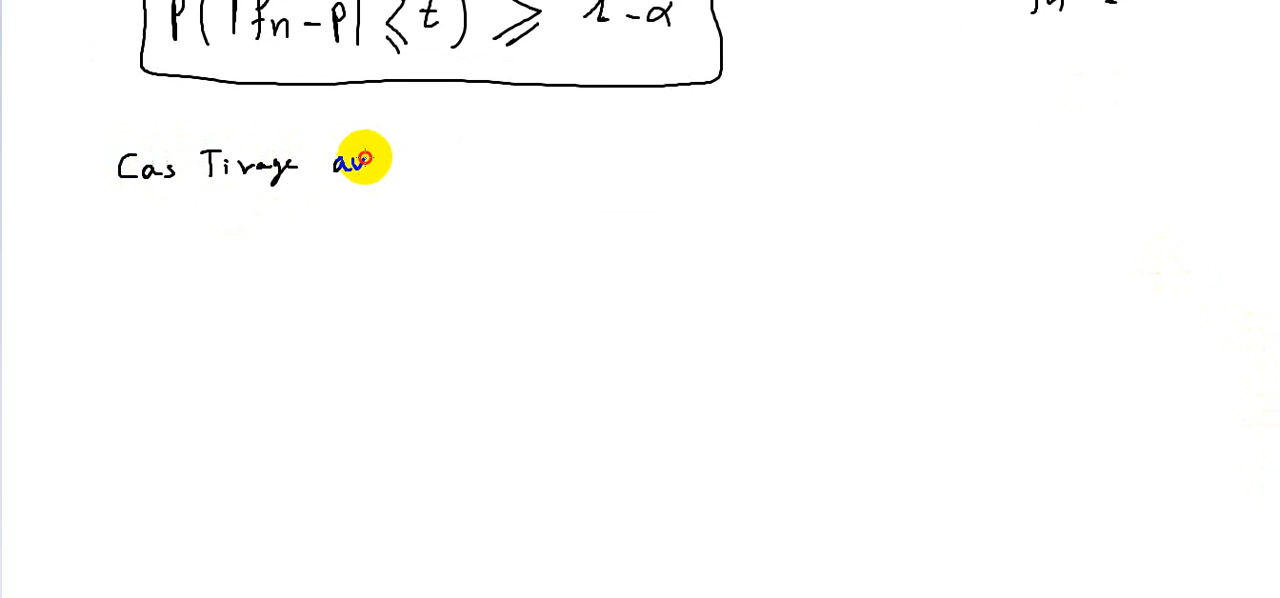 P(|fn-p| ⩽ t) ⩾ 1-α
Cas Tirage av